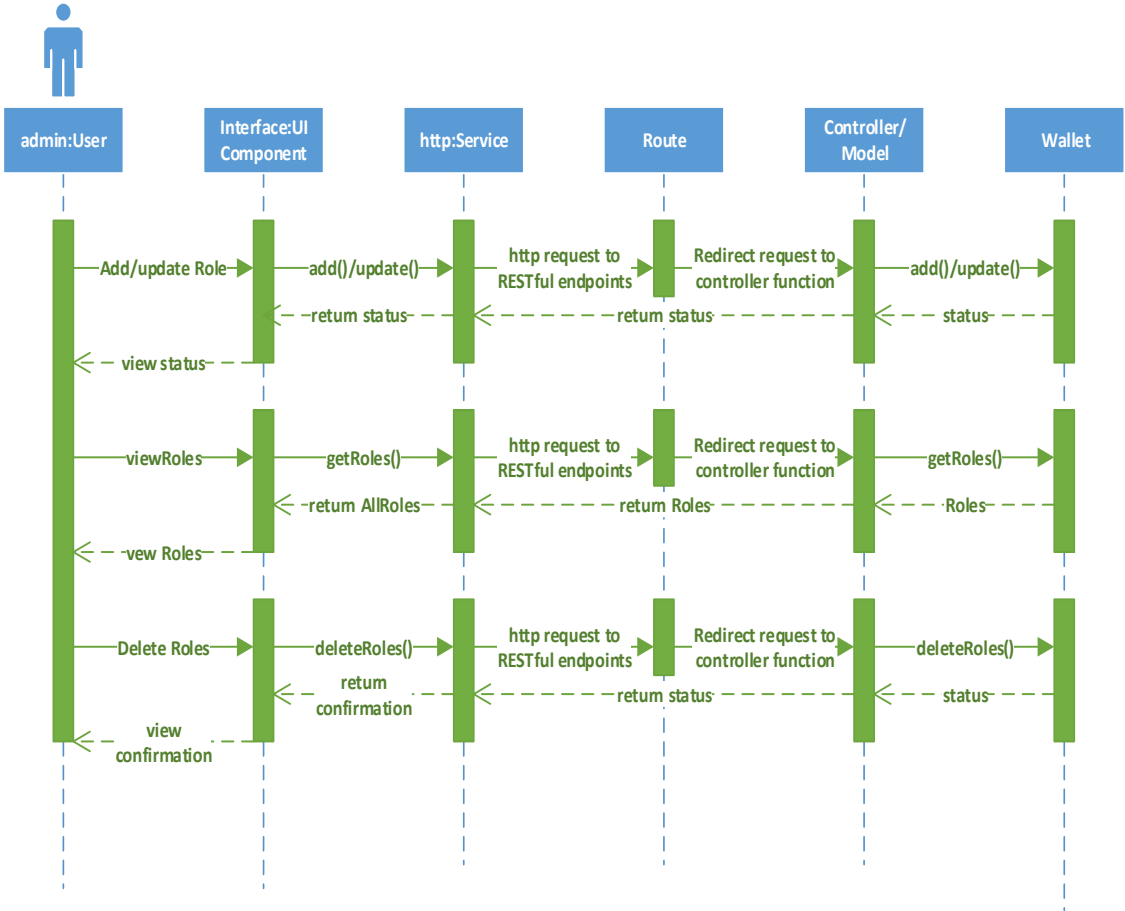 admin:User
Interface:UI
Component
http:Service
Route
Controller/
Model
Wallet
Add/update Role
add()/update()
http request to
RESTful endpoints
Redirect request to
controller function
add()/update()
return status
return status
status
view status
viewRoles
getRoles()
http request to
RESTful endpoints
Redirect request to
controller function
getRoles()
return AllRoles
return Roles
Roles
vew Roles
Delete Roles
deleteRoles()
http request to
RESTful endpoints
Redirect request to
controller function
deleteRoles()
return
confirmation
return status
status
view
confirmation